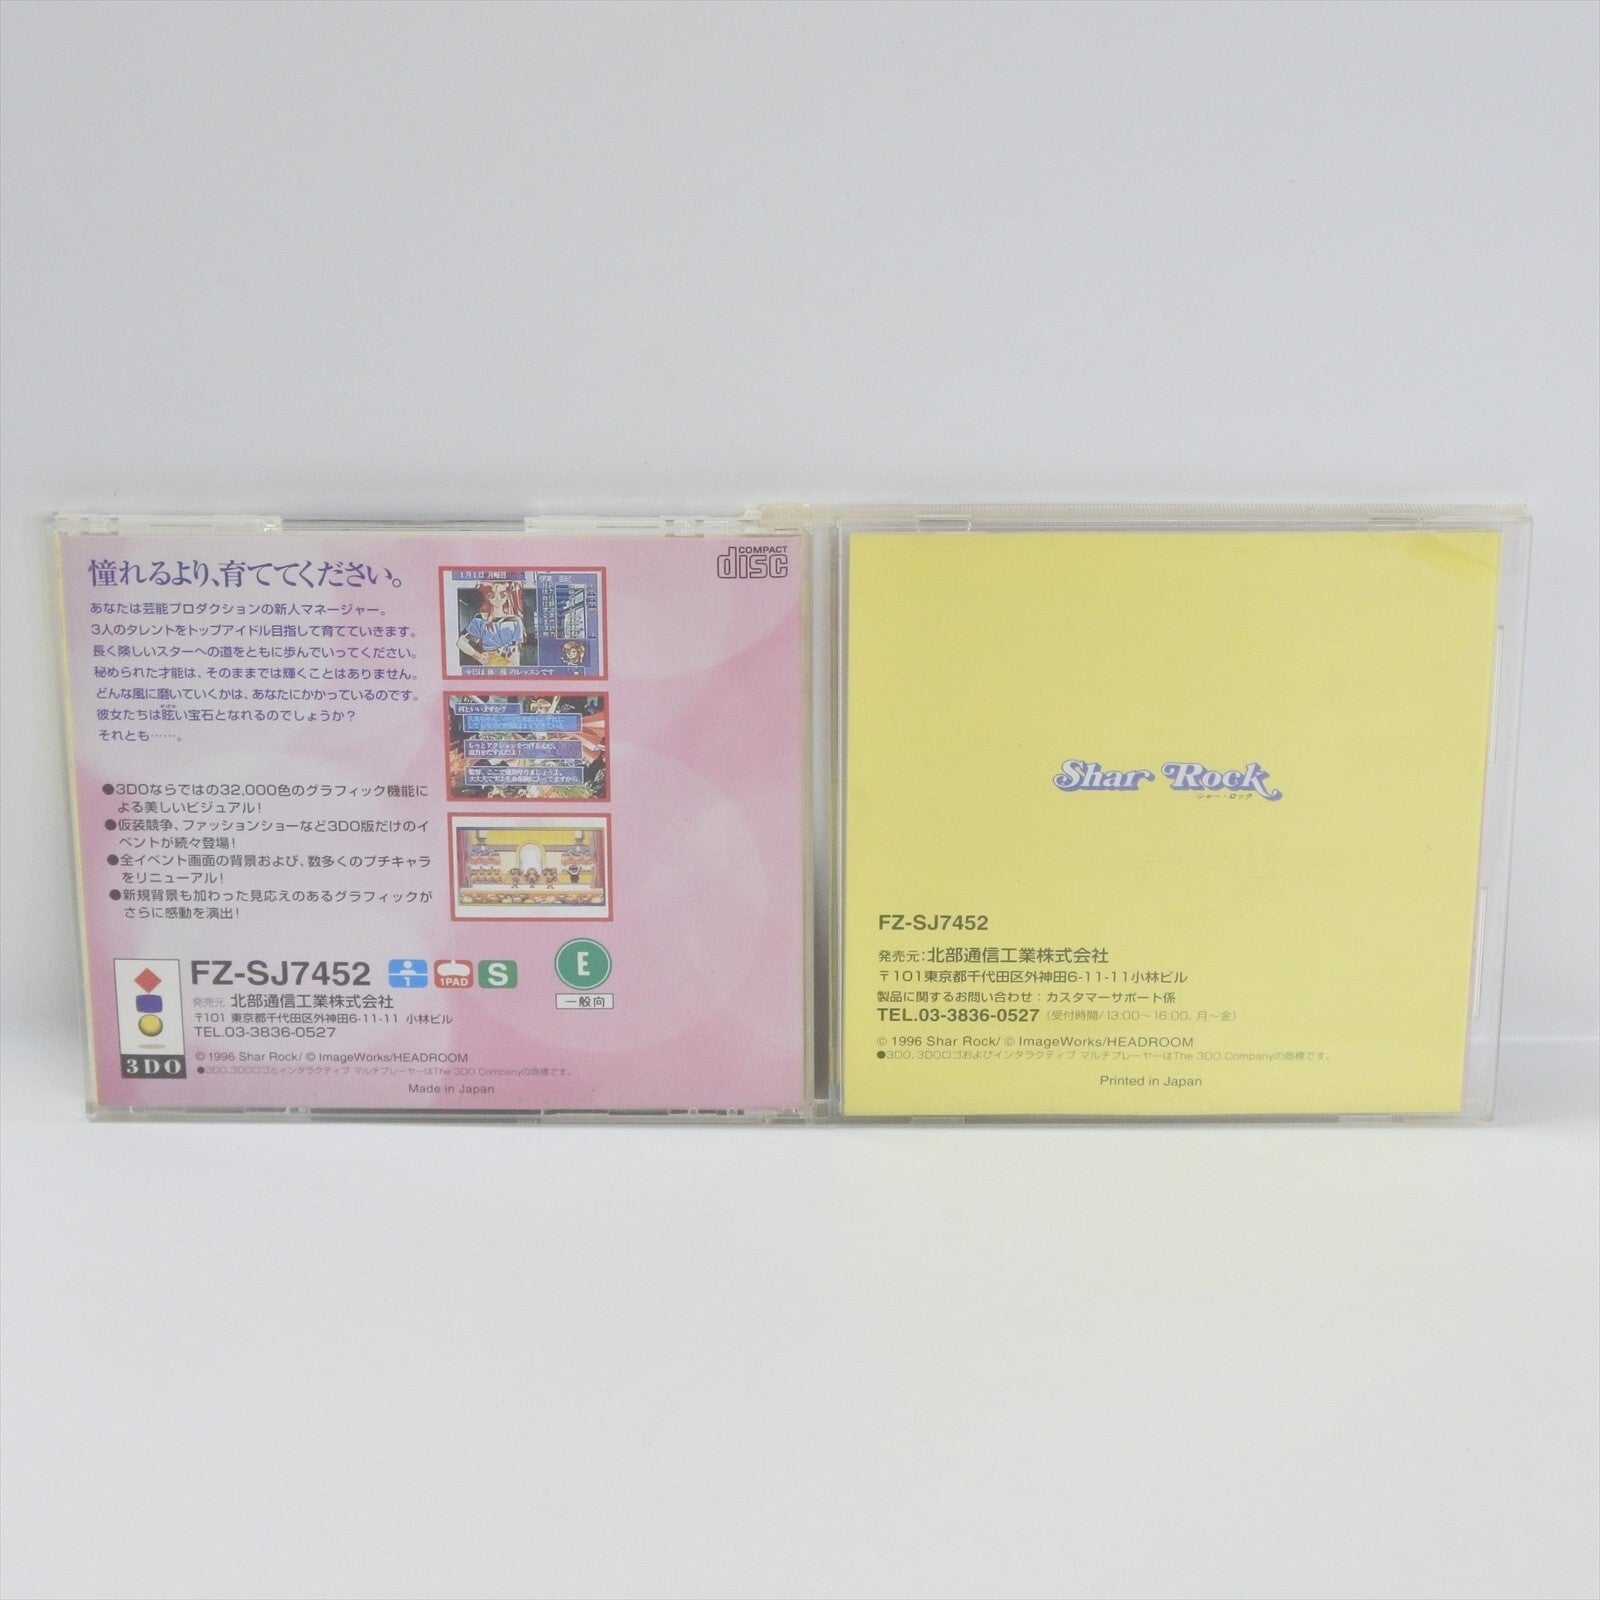 COMPACT
disc
憧れるより、育ててください。
あなたは芸能プロダクションの新人マネージャー。
3人のタレントをトップアイドル目指して育てていきます。
長く険しいスターへの道をともに歩んでいってください。
秘められた才能は、そのままでは輝くことはありません。
どんな風に磨いていくかは、あなたにかかっているのです。
彼女たちは眩い宝石となれるのでしょうか?
それとも……。
●3DOならではの32,000色のグラフィック機能に
よる美しいビジュアル!
●仮装競争、ファッションショーなど3DO版だけのイ
ベントが続々登場!
●全イベント画面の背景および、数多くのプチキャラ
をリニューアル!
●新規背景も加わった見応えのあるグラフィックが
さらに感動を演出!
1月1日 月曜日
何といいますか?
FZ-SJ7452
1
1PAD
S
E
一般向
発売元 北部通信工業株式会社
〒101 東京都千代田区外神田6-11-11 小林ビル
TEL.03-3836-0527
3DO
©1996 Shar Rock/ ©ImageWorks/HEADROOM
●3DO、3DOロゴとインタラクティブ マルチプレーヤーはThe 3DO Companyの商標です。
Made in Japan
Shar Rock
シャー・ロック
FZ-SJ7452
発売元:北部通信工業株式会社
〒101東京都千代田区外神田6-11-11小林ビル
製品に関するお問い合わせ:カスタマーサポート係
TEL.03-3836-0527 (受付時間/13:00〜16:00、月〜金)
©1996 Shar Rock/ ©ImageWorks/HEADROOM
●3DO、3DOロゴおよびインタラクティブ マルチプレーヤーはThe 3DO Companyの商標です。
Printed in Japan